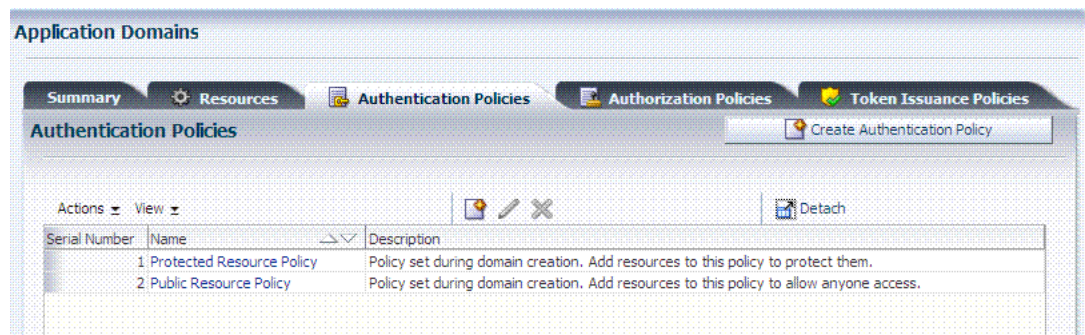 Application Domains
Summary Resources Authentication Policies Authorization Policies Token Issuance Policies
Authentication Policies Create Authentication Policy
Actions View Detach
Serial Number Name Description
1 Protected Resource Policy Policy set during domain creation. Add resources to this policy to protect them.
2 Public Resource Policy Policy set during domain creation. Add resources to this policy to allow anyone access.